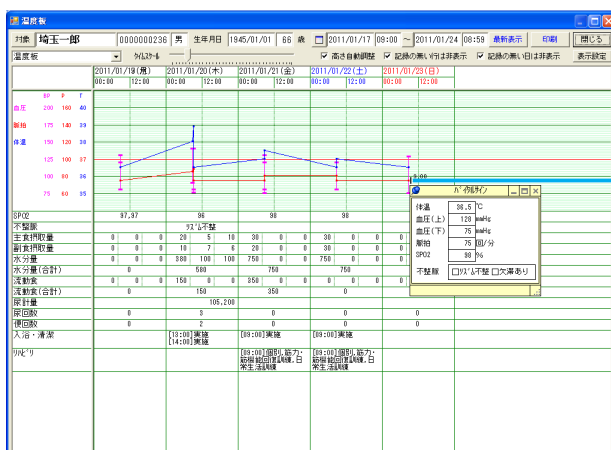 温度板
対象 埼玉一郎 0000000236 男 生年月日 1945/01/01 66 歳 2011/01/17 09:00 ～ 2011/01/24 08:59 最新表示 印刷 閉じる
温度板 ﾀｲﾑｽｹｰﾙ 高さ自動調整 記録の無い行は非表示 記録の無い日は非表示 表示設定
2011/01/19(水) 2011/01/20(木) 2011/01/21(金) 2011/01/22(土) 2011/01/23(日)
00:00 12:00 00:00 12:00 00:00 12:00 00:00 12:00 00:00 12:00
BP P T
血圧 200 160 40
脈拍 175 140 39
体温 150 120 38
125 100 37
100 80 36
75 60 35
ﾊﾞｲﾀﾙｻｲﾝ
体温 36.5 ℃
血圧(上) 128 mmHg
血圧(下) 75 mmHg
脈拍 75 回/分
SPO2 98 %
不整脈 ﾘｽﾞﾑ不整 欠滞あり
SPO2 97,97 96 98 98
不整脈 ﾘｽﾞﾑ不整
主食摂取量 0 0 0 20 5 10 30 0 0 30 0 0 0 0
副食摂取量 0 0 0 10 7 6 20 0 0 30 0 0 0 0
水分量 0 0 0 380 100 100 750 0 0 750 0 0 0 0
水分量(合計) 0 580 750 750
流動食 0 0 0 150 0 0 350 0 0 0 0 0 0 0
流動食(合計) 0 150 350 0
尿計量 105,200
尿回数 0 3 0 0 0
便回数 0 2 0 0 0
入浴・清潔 [13:00]実施 [09:00]実施 [09:00]実施
[14:00]実施
ﾘﾊﾋﾞﾘ [09:00]個別,筋力・ [09:00]個別,筋力・
筋樹能回復訓練,日 筋樹能回復訓練,日
常生活訓練 常生活訓練